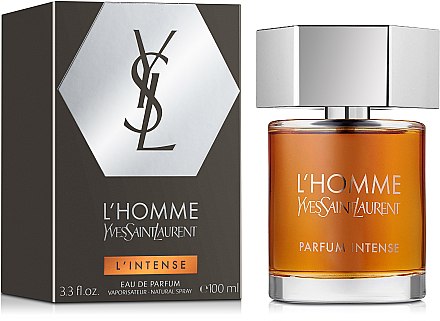 YSL
L'HOMME
YVESSAINTLAURENT
L'INTENSE
EAU DE PARFUM
VAPORISATEUR - NATURAL SPRAY
3.3 fl.oz. ℮100 ml
L'HOMME
YVESSAINTLAURENT
PARFUM INTENSE